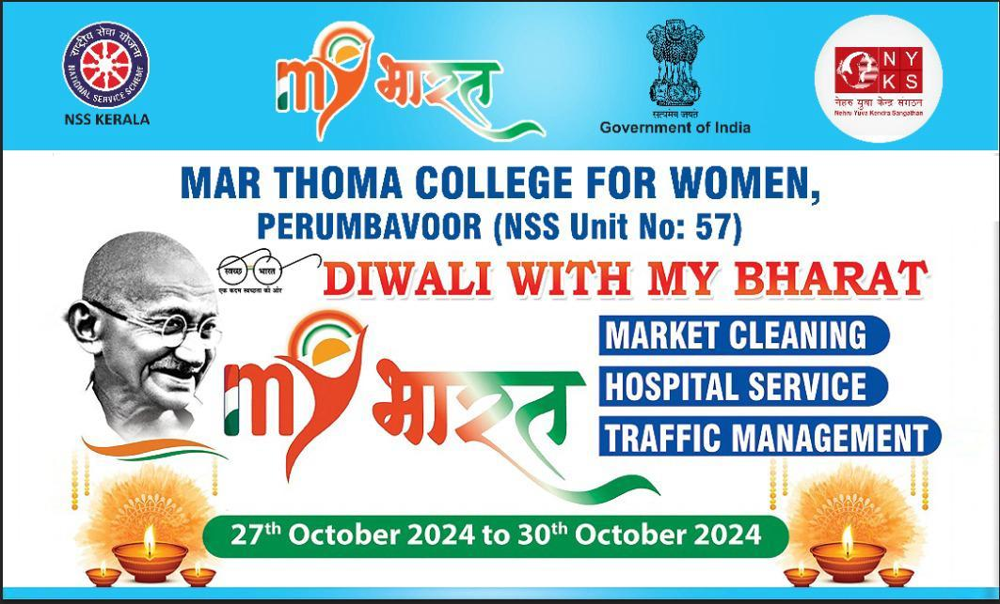 राष्ट्रीय सेवा योजना
NATIONAL SERVICE SCHEME
NSS KERALA
my भारत
सत्यमेव जयते
Government of India
NYKS
नेहरु युवा केन्द्र संगठन
Nehru Yuva Kendra Sangathan
MAR THOMA COLLEGE FOR WOMEN,
PERUMBAVOOR (NSS Unit No: 57)
स्वच्छ भारत
एक कदम स्वच्छता की ओर
DIWALI WITH MY BHARAT
my भारत
MARKET CLEANING
HOSPITAL SERVICE
TRAFFIC MANAGEMENT
27th October 2024 to 30th October 2024